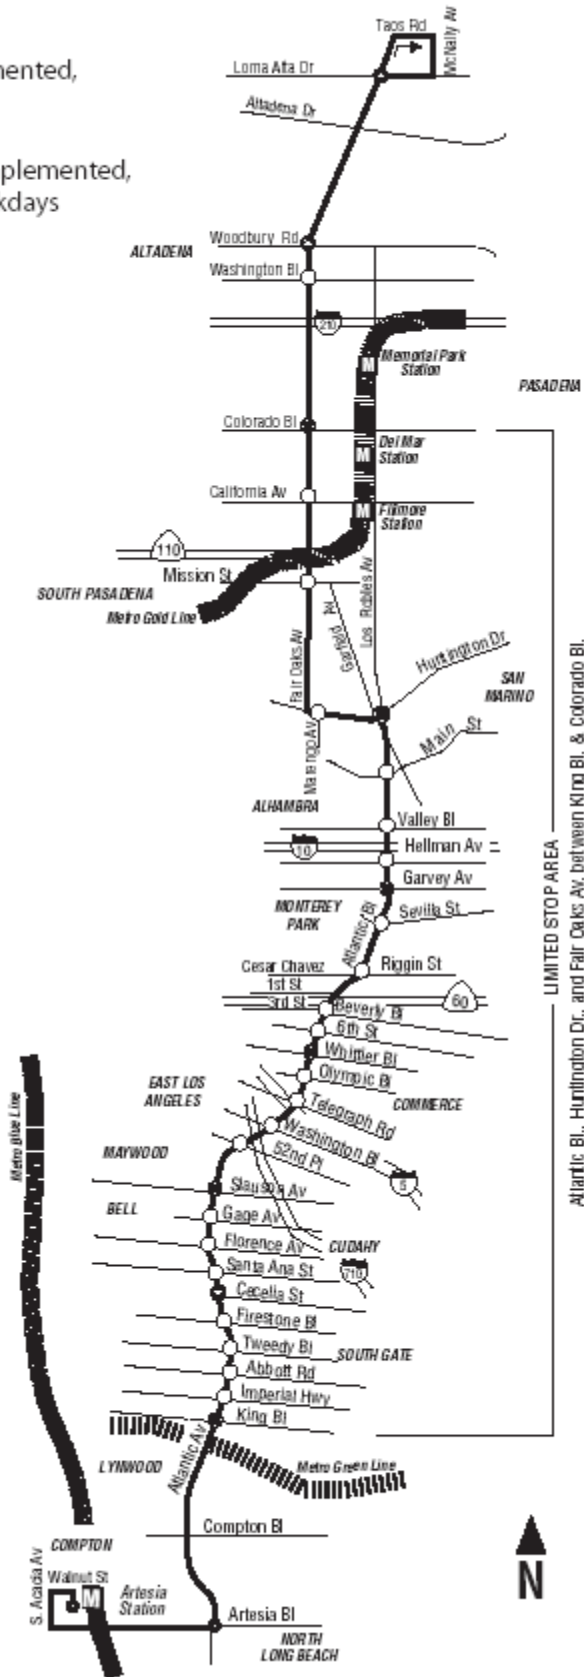 mented,
plemented,
kdays
Taos Rd
McNally Av
Loma Alta Dr
Altadena Dr
Woodbury Rd
ALTADENA
Washington Bl
210
Memorial Park
Station
PASADENA
Colorado Bl
Del Mar
Station
California Av
Fillmore
Station
110
Mission St
SOUTH PASADENA
Metro Gold Line
Garfield Av
Los Robles Av
Fair Oaks Av
Huntington Dr
SAN
MARINO
Marengo Av
Main St
ALHAMBRA
Valley Bl
10
Hellman Av
Garvey Av
MONTEREY
PARK
Sevilla St
Atlantic Bl
Cesar Chavez
Riggin St
1st St
60
3rd St
Beverly Bl
6th St
Whittier Bl
Olympic Bl
EAST LOS
ANGELES
Telegraph Rd
COMMERCE
Washington Bl
52nd Pl
MAYWOOD
5
Slauson Av
BELL
Gage Av
Florence Av
CUDAHY
Santa Ana St
710
Cecelia St
Firestone Bl
Tweedy Bl
SOUTH GATE
Abbott Rd
Imperial Hwy
King Bl
Atlantic Av
LYNWOOD
Metro Green Line
Metro Blue Line
LIMITED STOP AREA
Atlantic Bl., Huntington Dr., and Fair Oaks Av. between King Bl. & Colorado Bl.
Compton Bl
COMPTON
S. Acacia Av
Walnut St
M
M
M
M
Artesia
Station
Artesia Bl
NORTH
LONG BEACH
N